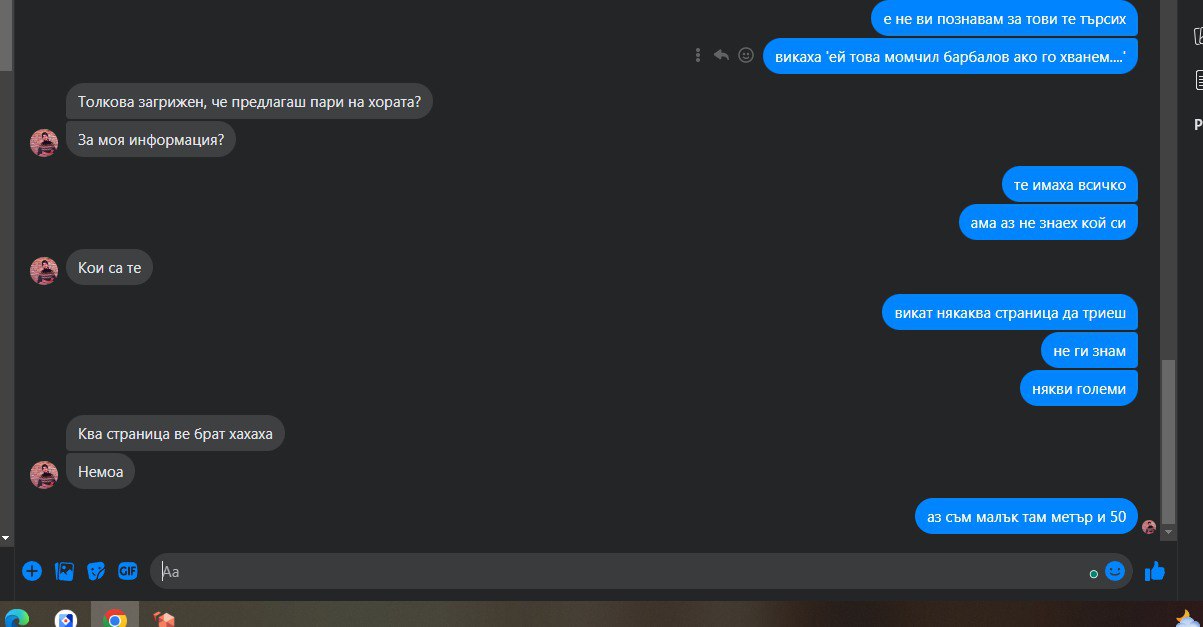 е не ви познавам за тови те търсих
викаха 'ей това момчил барбалов ако го хванем....'
Толкова загрижен, че предлагаш пари на хората?
За моя информация?
те имаха всичко
ама аз не знаех кой си
Кои са те
викат някаква страница да триеш
не ги знам
някви големи
Ква страница ве брат хахаха
Немоа
аз съм малък там метър и 50
GIF
Aa